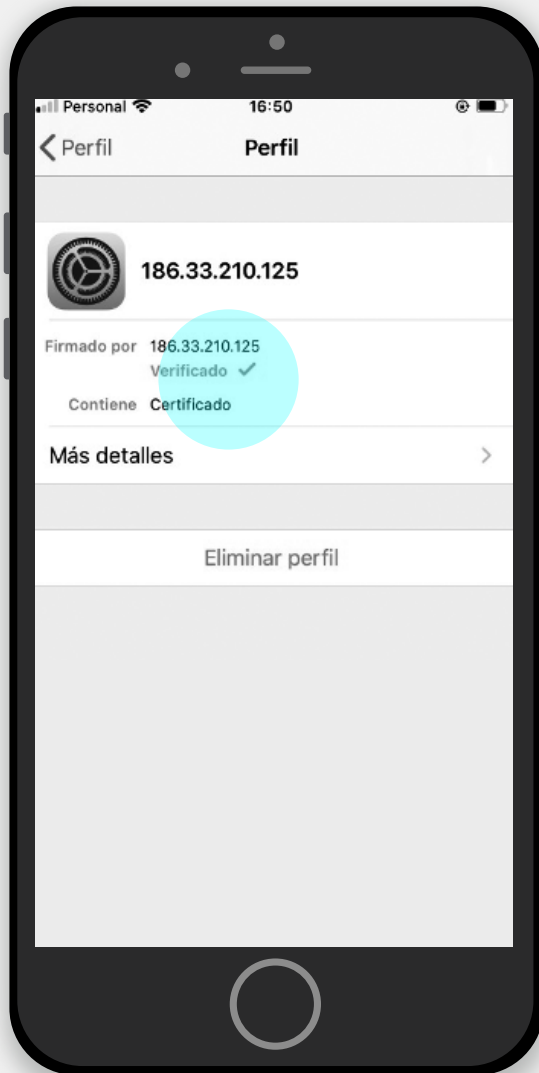 Personal 16:50
Perfil Perfil
186.33.210.125
Firmado por 186.33.210.125
Verificado ✓
Contiene Certificado
Más detalles
Eliminar perfil